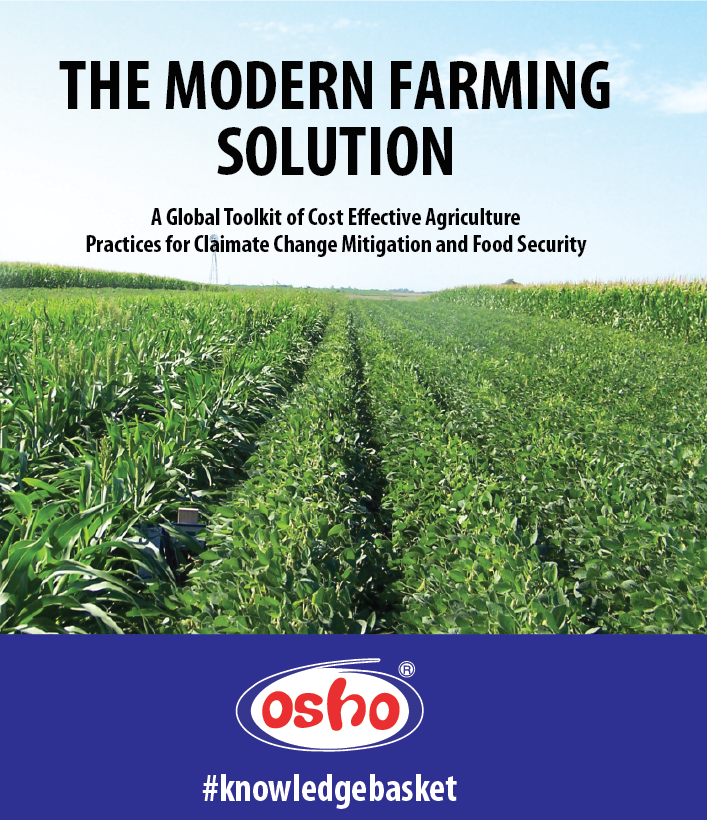 THE MODERN FARMING
SOLUTION
A Global Toolkit of Cost Effective Agriculture
Practices for Claimate Change Mitigation and Food Security
osho®
#knowledgebasket